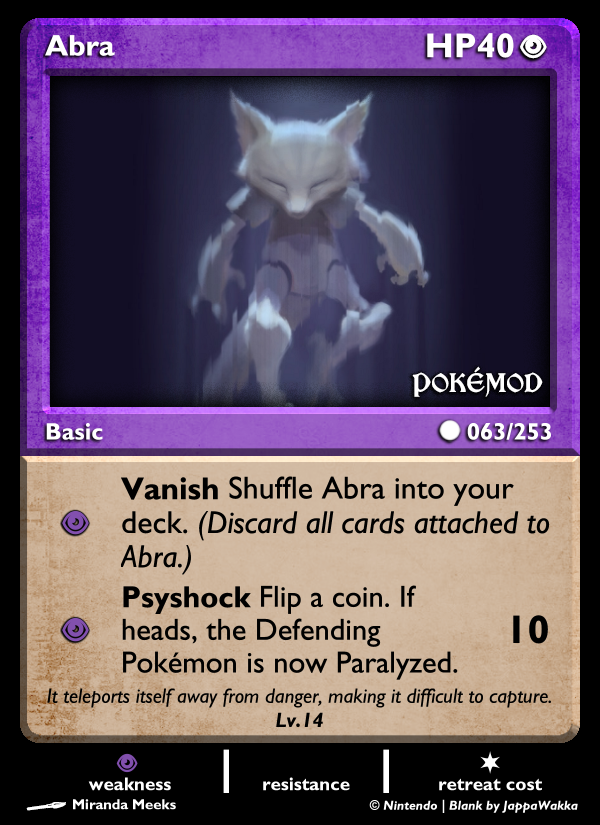 Abra HP40
POKÉMOD
Basic 063/253
Vanish Shuffle Abra into your
deck. (Discard all cards attached to
Abra.)
Psyshock Flip a coin. If
heads, the Defending 10
Pokémon is now Paralyzed.
It teleports itself away from danger, making it difficult to capture.
Lv.14
weakness resistance retreat cost
Miranda Meeks © Nintendo | Blank by JappaWakka